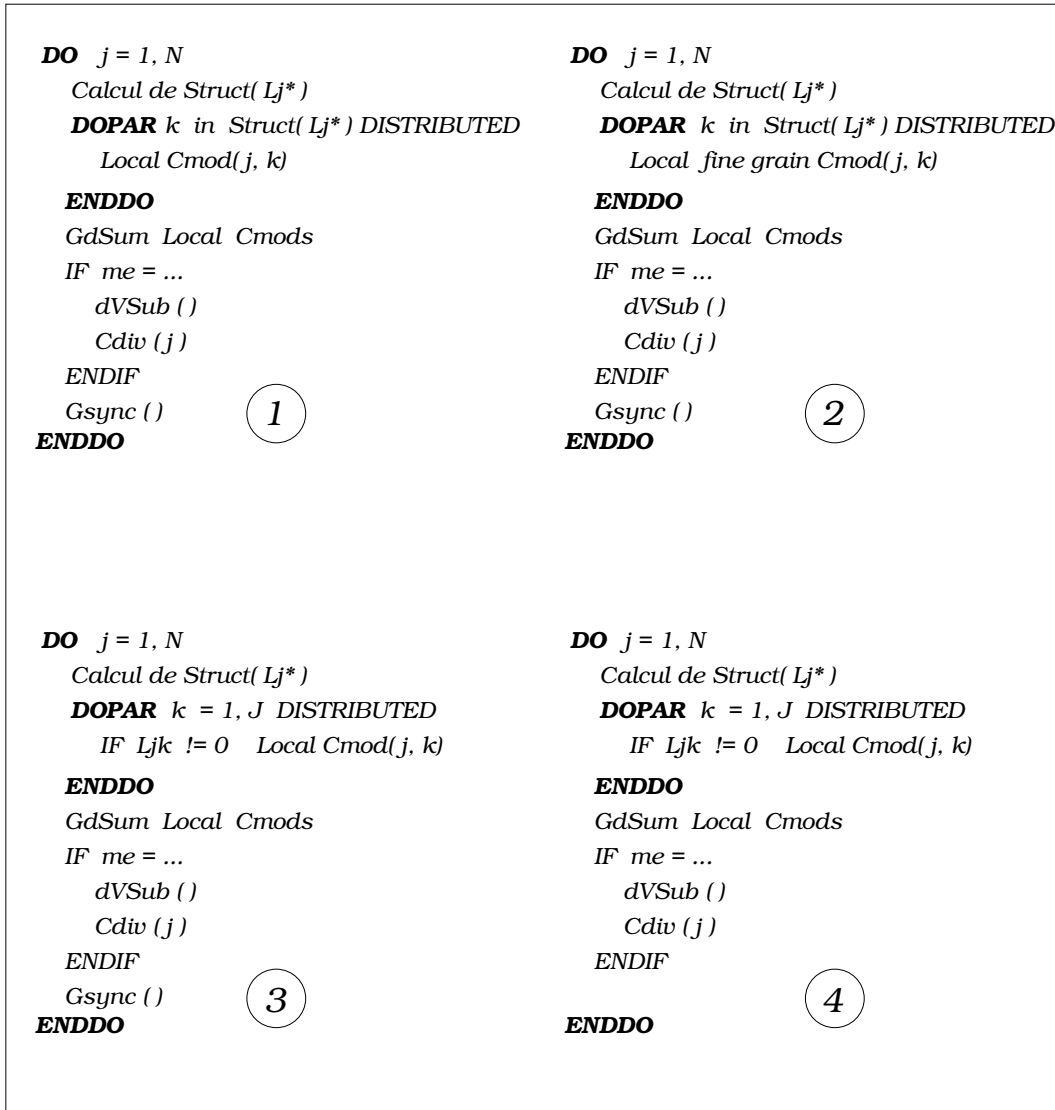 DO j = 1, N
Calcul de Struct( Lj* )
DOPAR k in Struct( Lj* ) DISTRIBUTED
Local Cmod( j, k)
ENDDO
GdSum Local Cmods
IF me = ...
dVSub ( )
Cdiv ( j )
ENDIF
Gsync ( )
1
ENDDO
DO j = 1, N
Calcul de Struct( Lj* )
DOPAR k in Struct( Lj* ) DISTRIBUTED
Local fine grain Cmod( j, k)
ENDDO
GdSum Local Cmods
IF me = ...
dVSub ( )
Cdiv ( j )
ENDIF
Gsync ( )
2
ENDDO
DO j = 1, N
Calcul de Struct( Lj* )
DOPAR k = 1, J DISTRIBUTED
IF Ljk != 0 Local Cmod( j, k)
ENDDO
GdSum Local Cmods
IF me = ...
dVSub ( )
Cdiv ( j )
ENDIF
Gsync ( )
3
ENDDO
DO j = 1, N
Calcul de Struct( Lj* )
DOPAR k = 1, J DISTRIBUTED
IF Ljk != 0 Local Cmod( j, k)
ENDDO
GdSum Local Cmods
IF me = ...
dVSub ( )
Cdiv ( j )
ENDIF
4
ENDDO